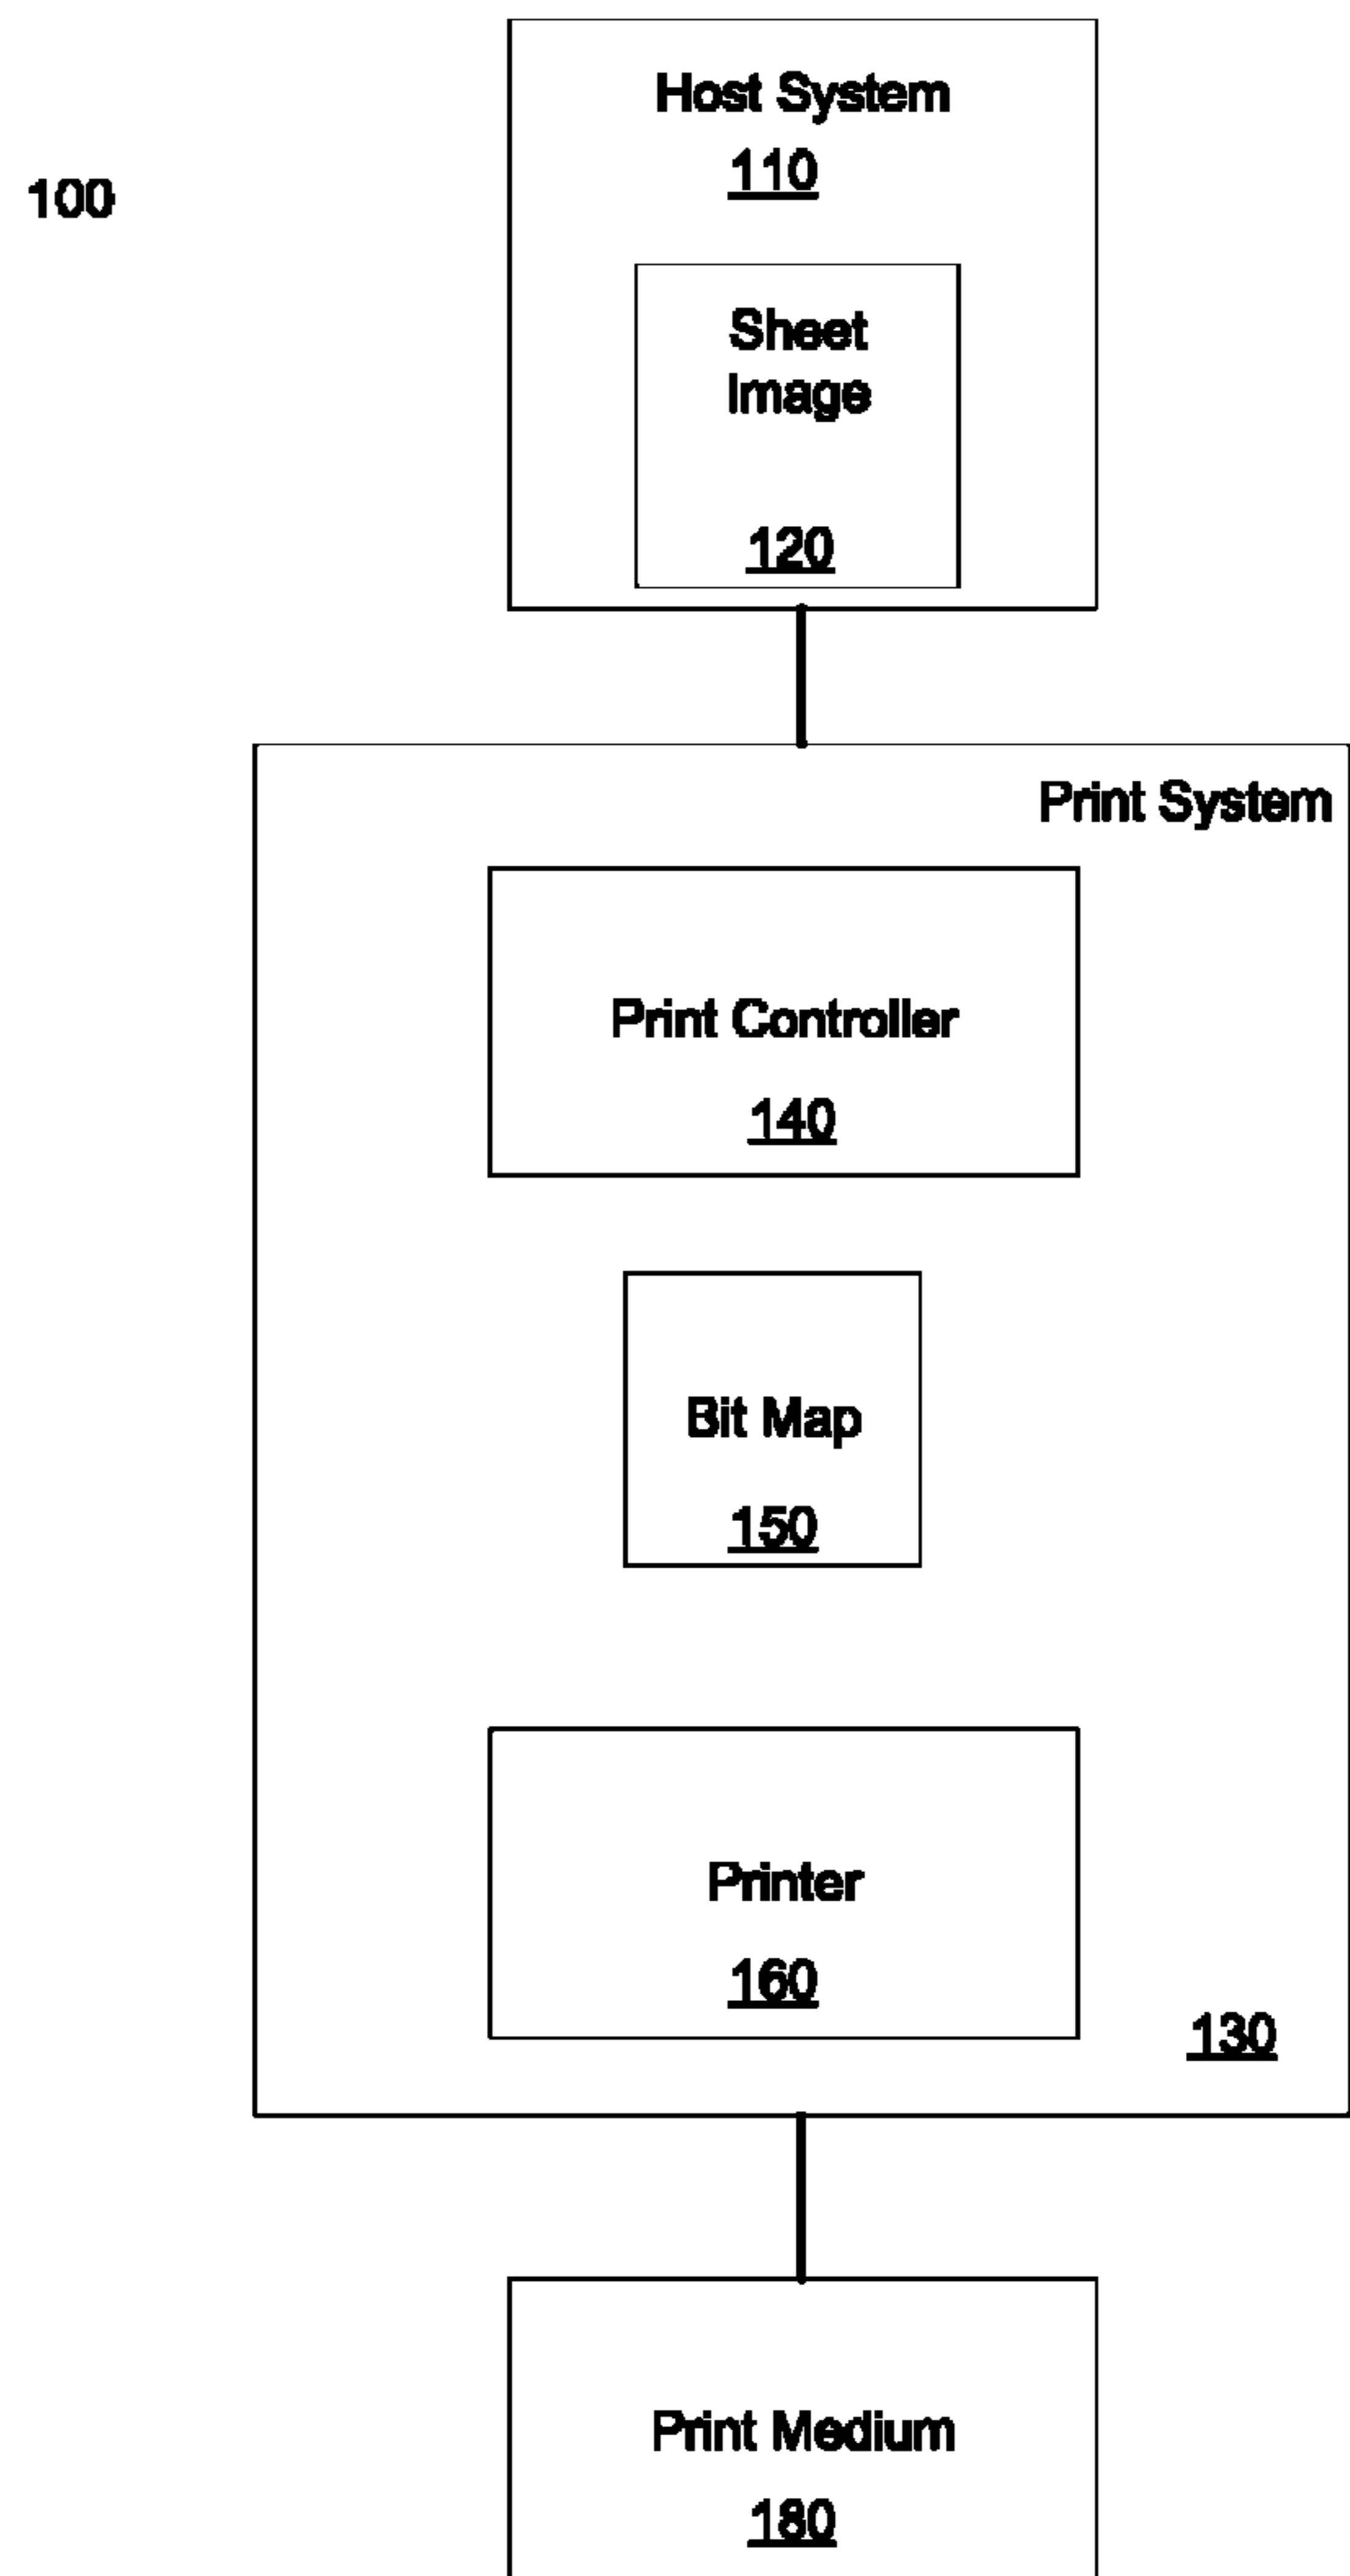 Host System
110
100
Sheet
Image
120
Print System
Print Controller
140
Bit Map
150
Printer
160
130
Print Medium
180